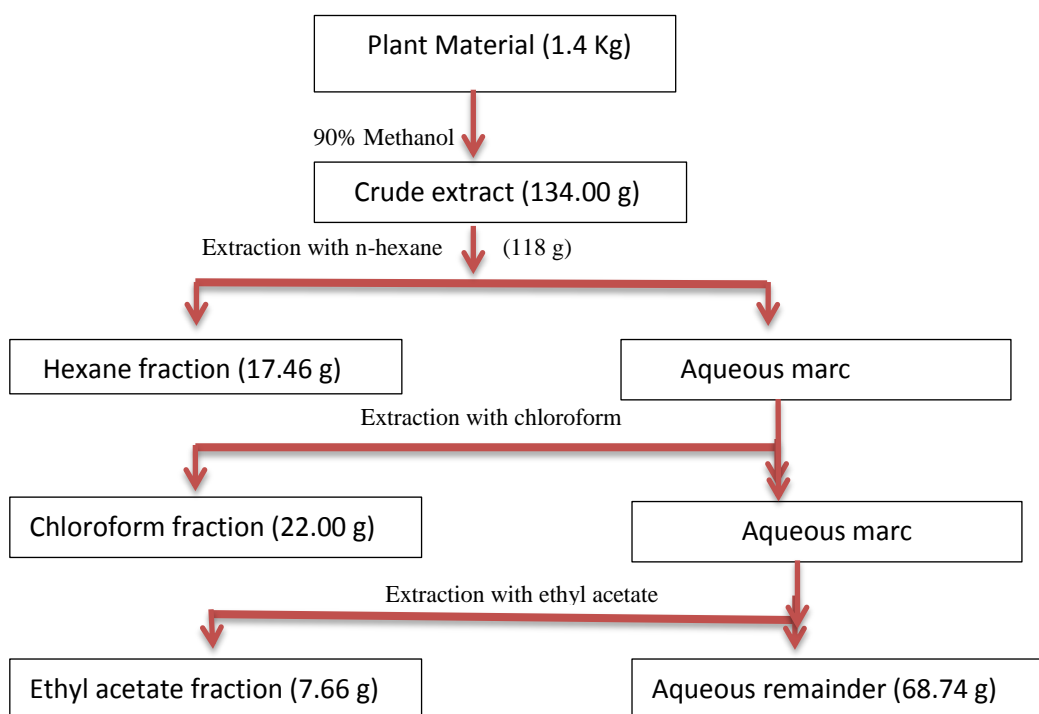 Plant Material (1.4 Kg)
90% Methanol
Crude extract (134.00 g)
Extraction with n-hexane (118 g)
Hexane fraction (17.46 g)
Aqueous marc
Extraction with chloroform
Chloroform fraction (22.00 g)
Aqueous marc
Extraction with ethyl acetate
Ethyl acetate fraction (7.66 g)
Aqueous remainder (68.74 g)